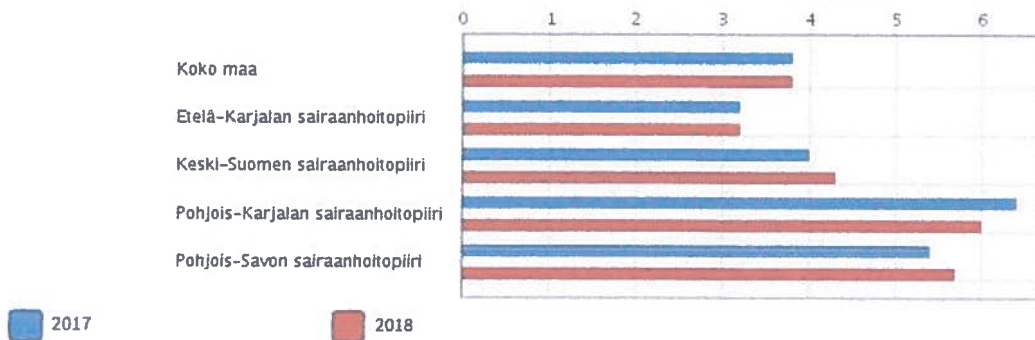 0 1 2 3 4 5 6
Koko maa
Etelä-Karjalan sairaanhoitopiiri
Keski-Suomen sairaanhoitopiiri
Pohjois-Karjalan sairaanhoitopiiri
Pohjois-Savon sairaanhoitopiiri
2017 2018